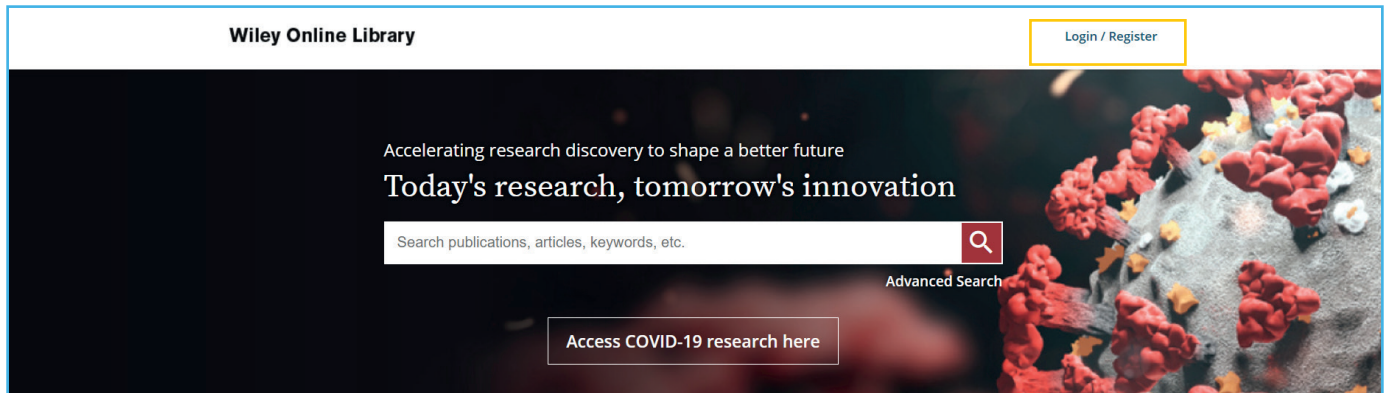 Wiley Online Library
Login / Register
Accelerating research discovery to shape a better future
Today's research, tomorrow's innovation
Search publications, articles, keywords, etc.
Advanced Search
Access COVID-19 research here